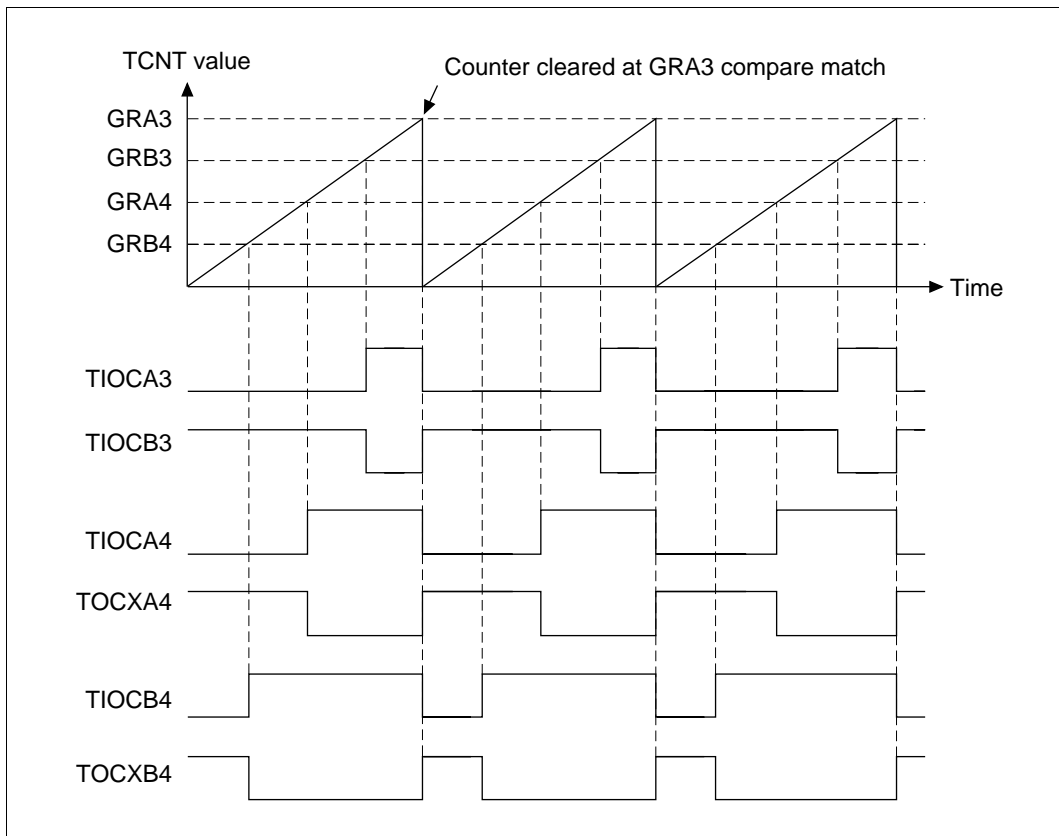 TCNT value
Counter cleared at GRA3 compare match
GRA3
GRB3
GRA4
GRB4
Time
TIOCA3
TIOCB3
TIOCA4
TOCXA4
TIOCB4
TOCXB4